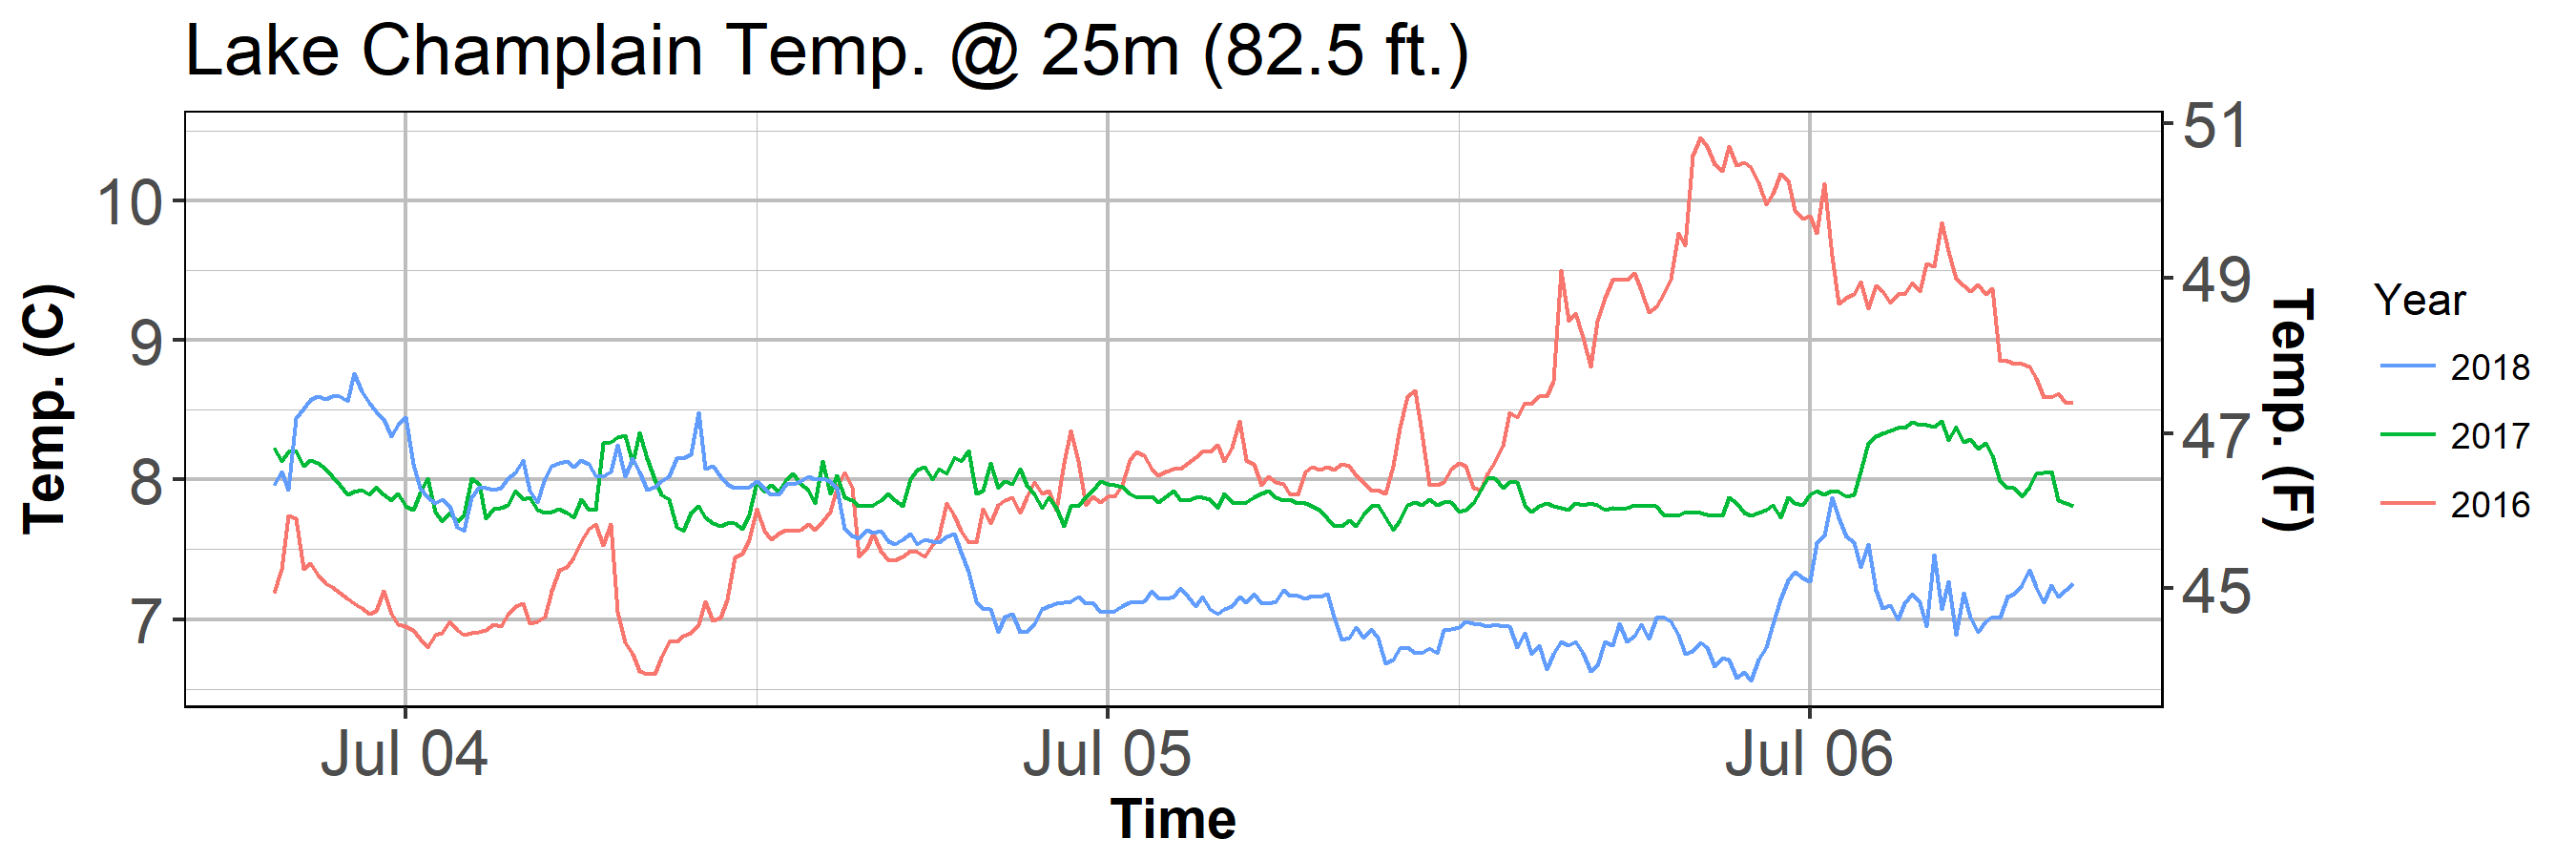 Lake Champlain Temp. @ 25m (82.5 ft.)
Temp. (C)
10
9
8
7
51
49
47
45
Temp. (F)
Jul 04
Jul 05
Jul 06
Time
Year
2018
2017
2016